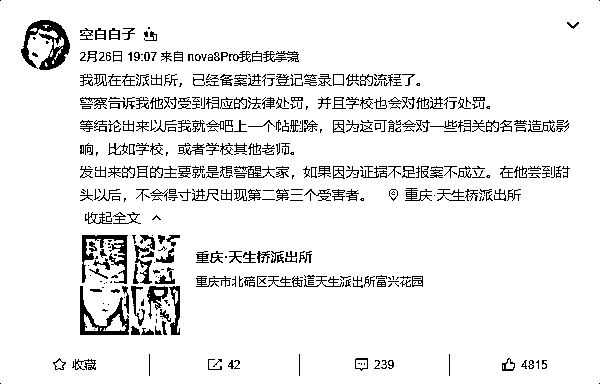 空白白子
2月26日 19:07 来自 nova8Pro我白我掌镜
我现在在派出所，已经备案进行登记笔录口供的流程了。
警察告诉我他对受到相应的法律处罚，并且学校也会对他进行处罚。
等结论出来以后我就会吧上一个帖删除，因为这可能会对一些相关的名誉造成影
响，比如学校，或者学校其他老师。
发出来的目的主要就是想警醒大家，如果因为证据不足报案不成立。在他尝到甜
头以后，不会得寸进尺出现第二第三个受害者。 重庆·天生桥派出所
收起全文
重庆·天生桥派出所
重庆市北碚区天生街道天生派出所富兴花园
收藏 42 239 4815